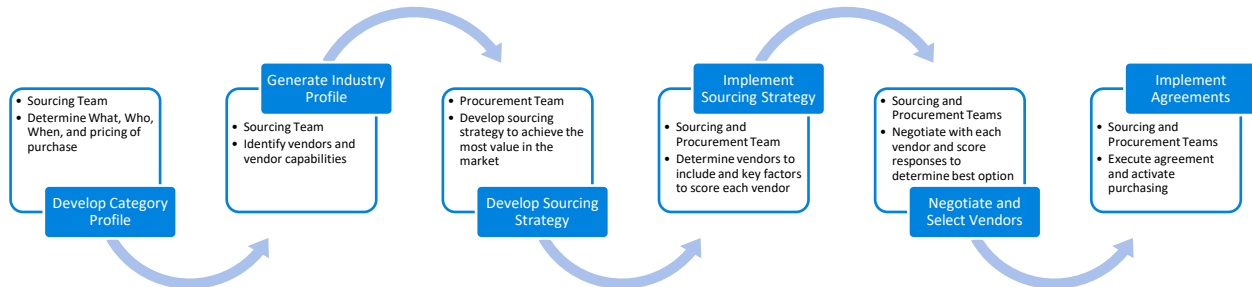 • Sourcing Team
• Determine What, Who,
When, and pricing of
purchase
Develop Category
Profile
Generate Industry
Profile
• Sourcing Team
• Identify vendors and
vendor capabilities
• Procurement Team
• Develop sourcing
strategy to achieve the
most value in the
market
Develop Sourcing
Strategy
Implement
Sourcing Strategy
• Sourcing and
Procurement Team
• Determine vendors to
include and key factors
to score each vendor
• Sourcing and
Procurement Teams
• Negotiate with each
vendor and score
responses to
determine best option
Negotiate and
Select Vendors
Implement
Agreements
• Sourcing and
Procurement Teams
• Execute agreement
and activate
purchasing